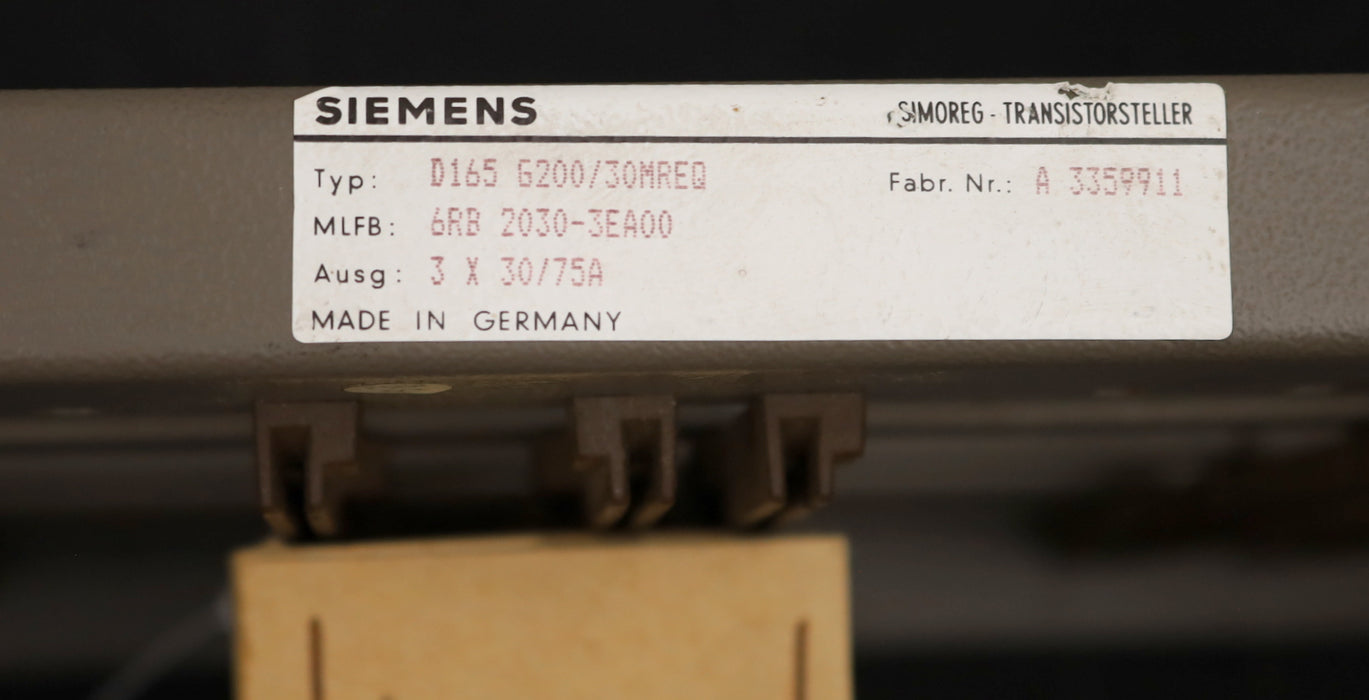 SIEMENS SIMOREG - TRANSISTORSTELLER
Typ: D165 G200/30MREQ Fabr. Nr.: A 3359911
MLFB: 6RB 2030-3EA00
Ausg: 3 X 30/75A
MADE IN GERMANY